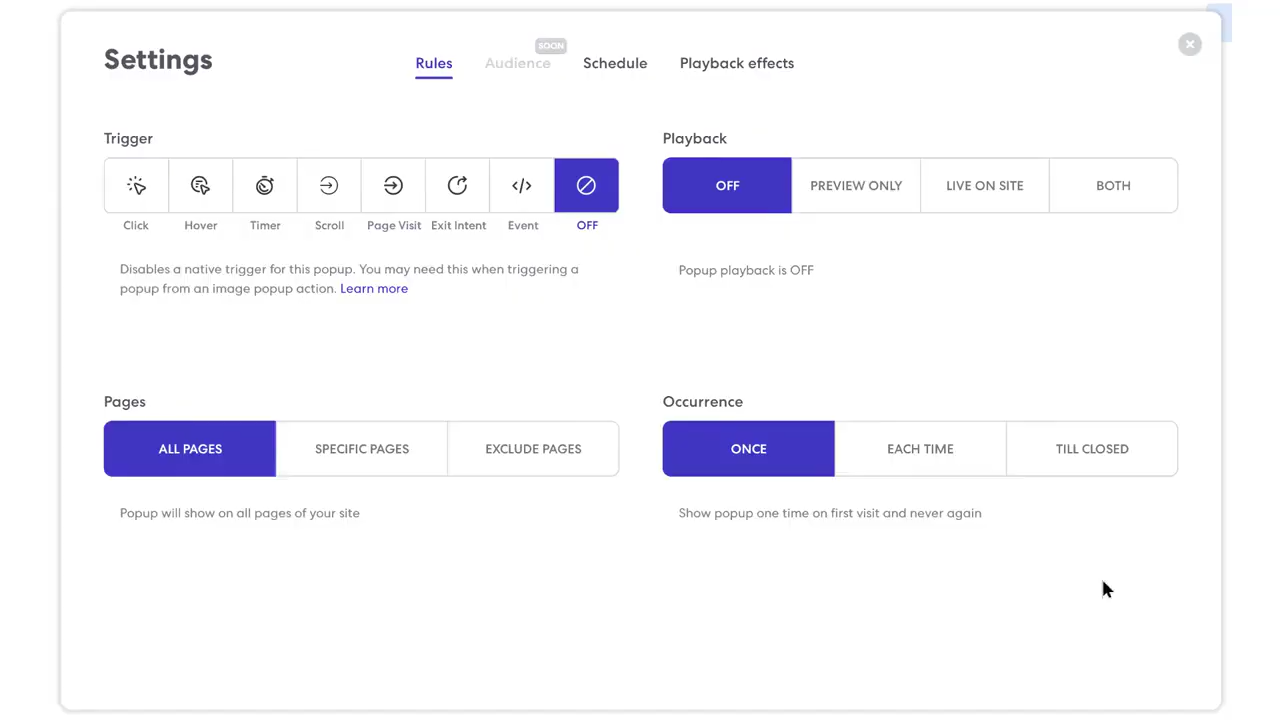 Settings
Rules
Audience
SOON
Schedule
Playback effects
Trigger
Click
Hover
Timer
Scroll
Page Visit
Exit Intent
Event
OFF
Disables a native trigger for this popup. You may need this when triggering a
popup from an image popup action. Learn more
Playback
OFF
PREVIEW ONLY
LIVE ON SITE
BOTH
Popup playback is OFF
Pages
ALL PAGES
SPECIFIC PAGES
EXCLUDE PAGES
Popup will show on all pages of your site
Occurrence
ONCE
EACH TIME
TILL CLOSED
Show popup one time on first visit and never again